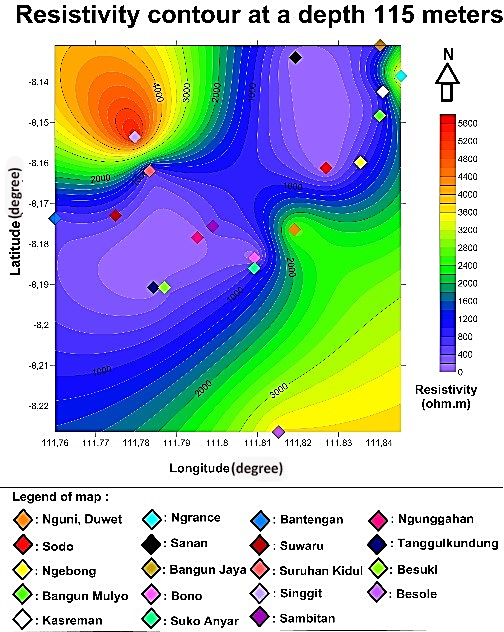 Resistivity contour at a depth 115 meters
N
-8,14
-8,15
-8,16
-8,17
-8,18
-8,19
-8,2
-8,21
-8,22
Latitude (degree)
4000
3000
2000
2000
1000
1000
2000
1000
2000
3000
5600
5200
4800
4400
4000
3600
3200
2800
2400
2000
1600
1200
800
400
0
Resistivity
(ohm.m)
111,76 111,77 111,78 111,79 111,8 111,81 111,82 111,83 111,84
Longitude (degree)
Legend of map :
: Nguni, Duwet : Ngrance : Bantengan : Ngunggahan
: Sodo : Sanan : Suwaru : Tanggulkundung
: Ngebong : Bangun Jaya : Suruhan Kidul : Besuki
: Bangun Mulyo : Bono : Singgit : Besole
: Kasreman : Suko Anyar : Sambitan